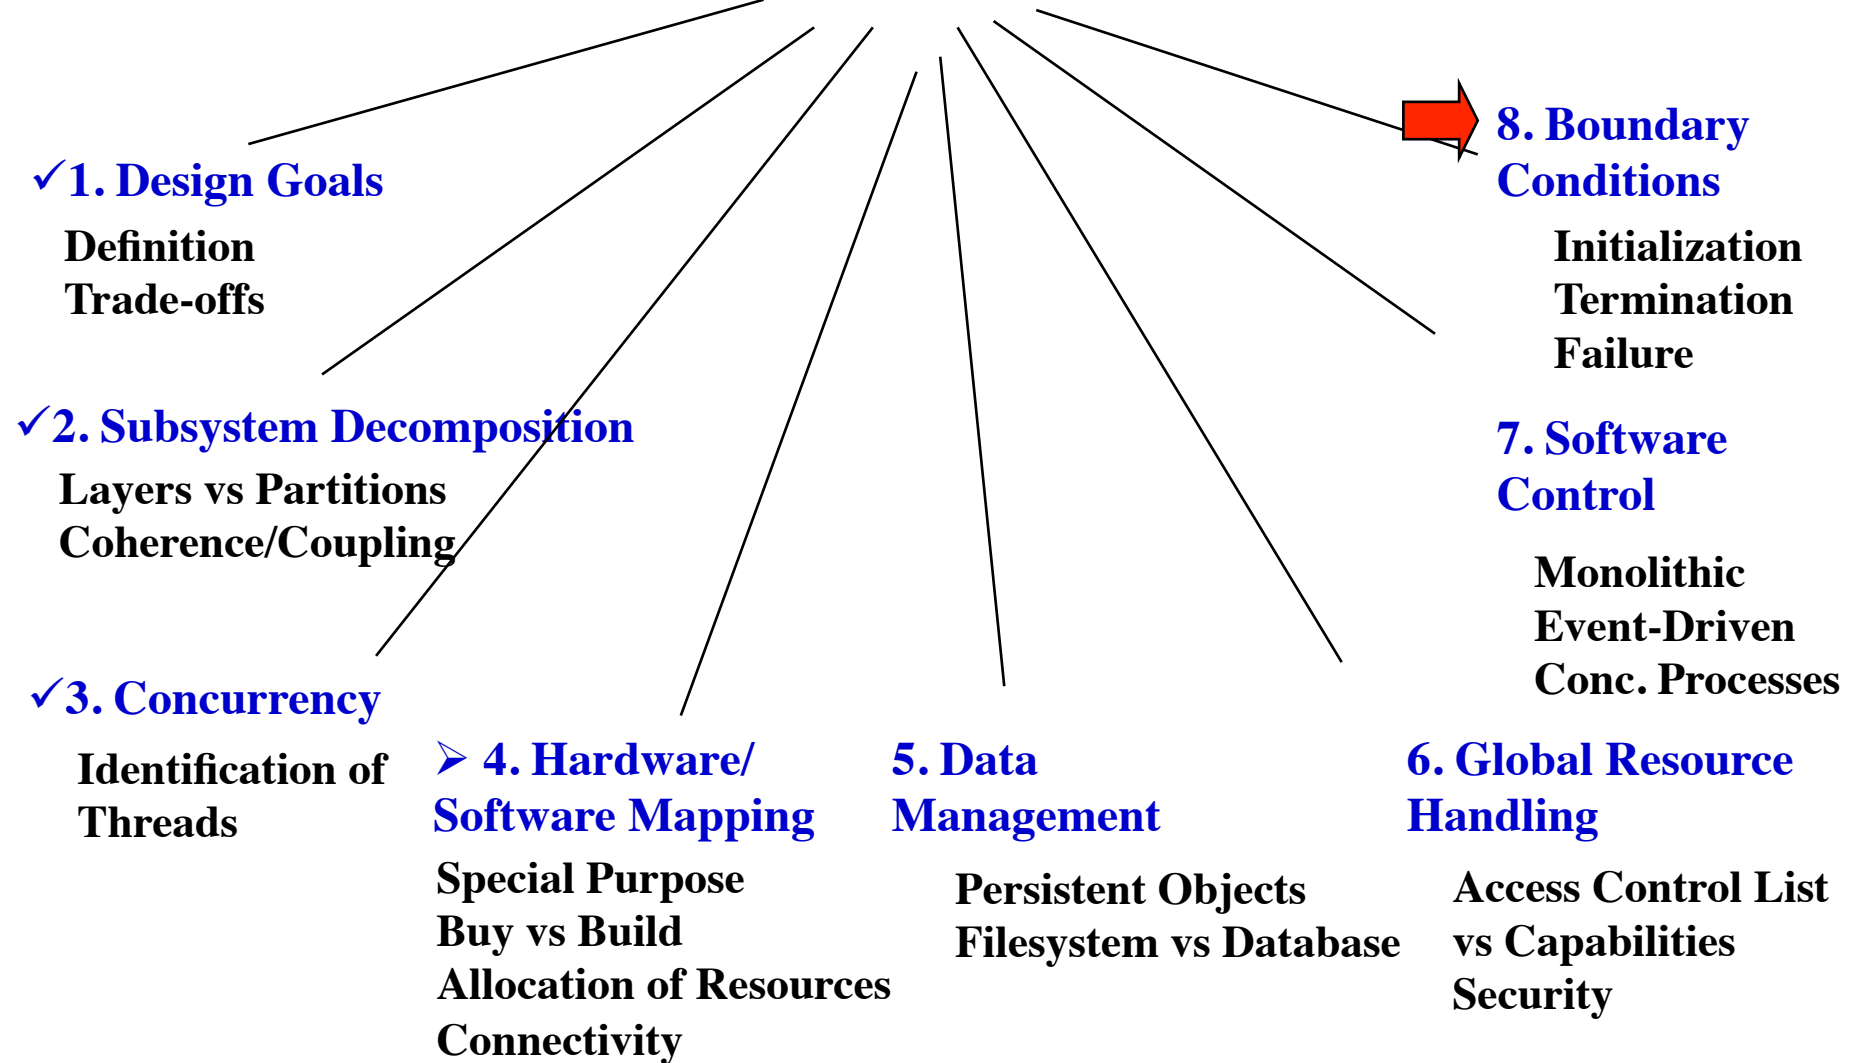 ✓1. Design Goals
Definition
Trade-offs
✓2. Subsystem Decomposition
Layers vs Partitions
Coherence/Coupling
✓3. Concurrency
Identification of
Threads
➢ 4. Hardware/
Software Mapping
Special Purpose
Buy vs Build
Allocation of Resources
Connectivity
5. Data
Management
Persistent Objects
Filesystem vs Database
6. Global Resource
Handling
Access Control List
vs Capabilities
Security
7. Software
Control
Monolithic
Event-Driven
Conc. Processes
8. Boundary
Conditions
Initialization
Termination
Failure